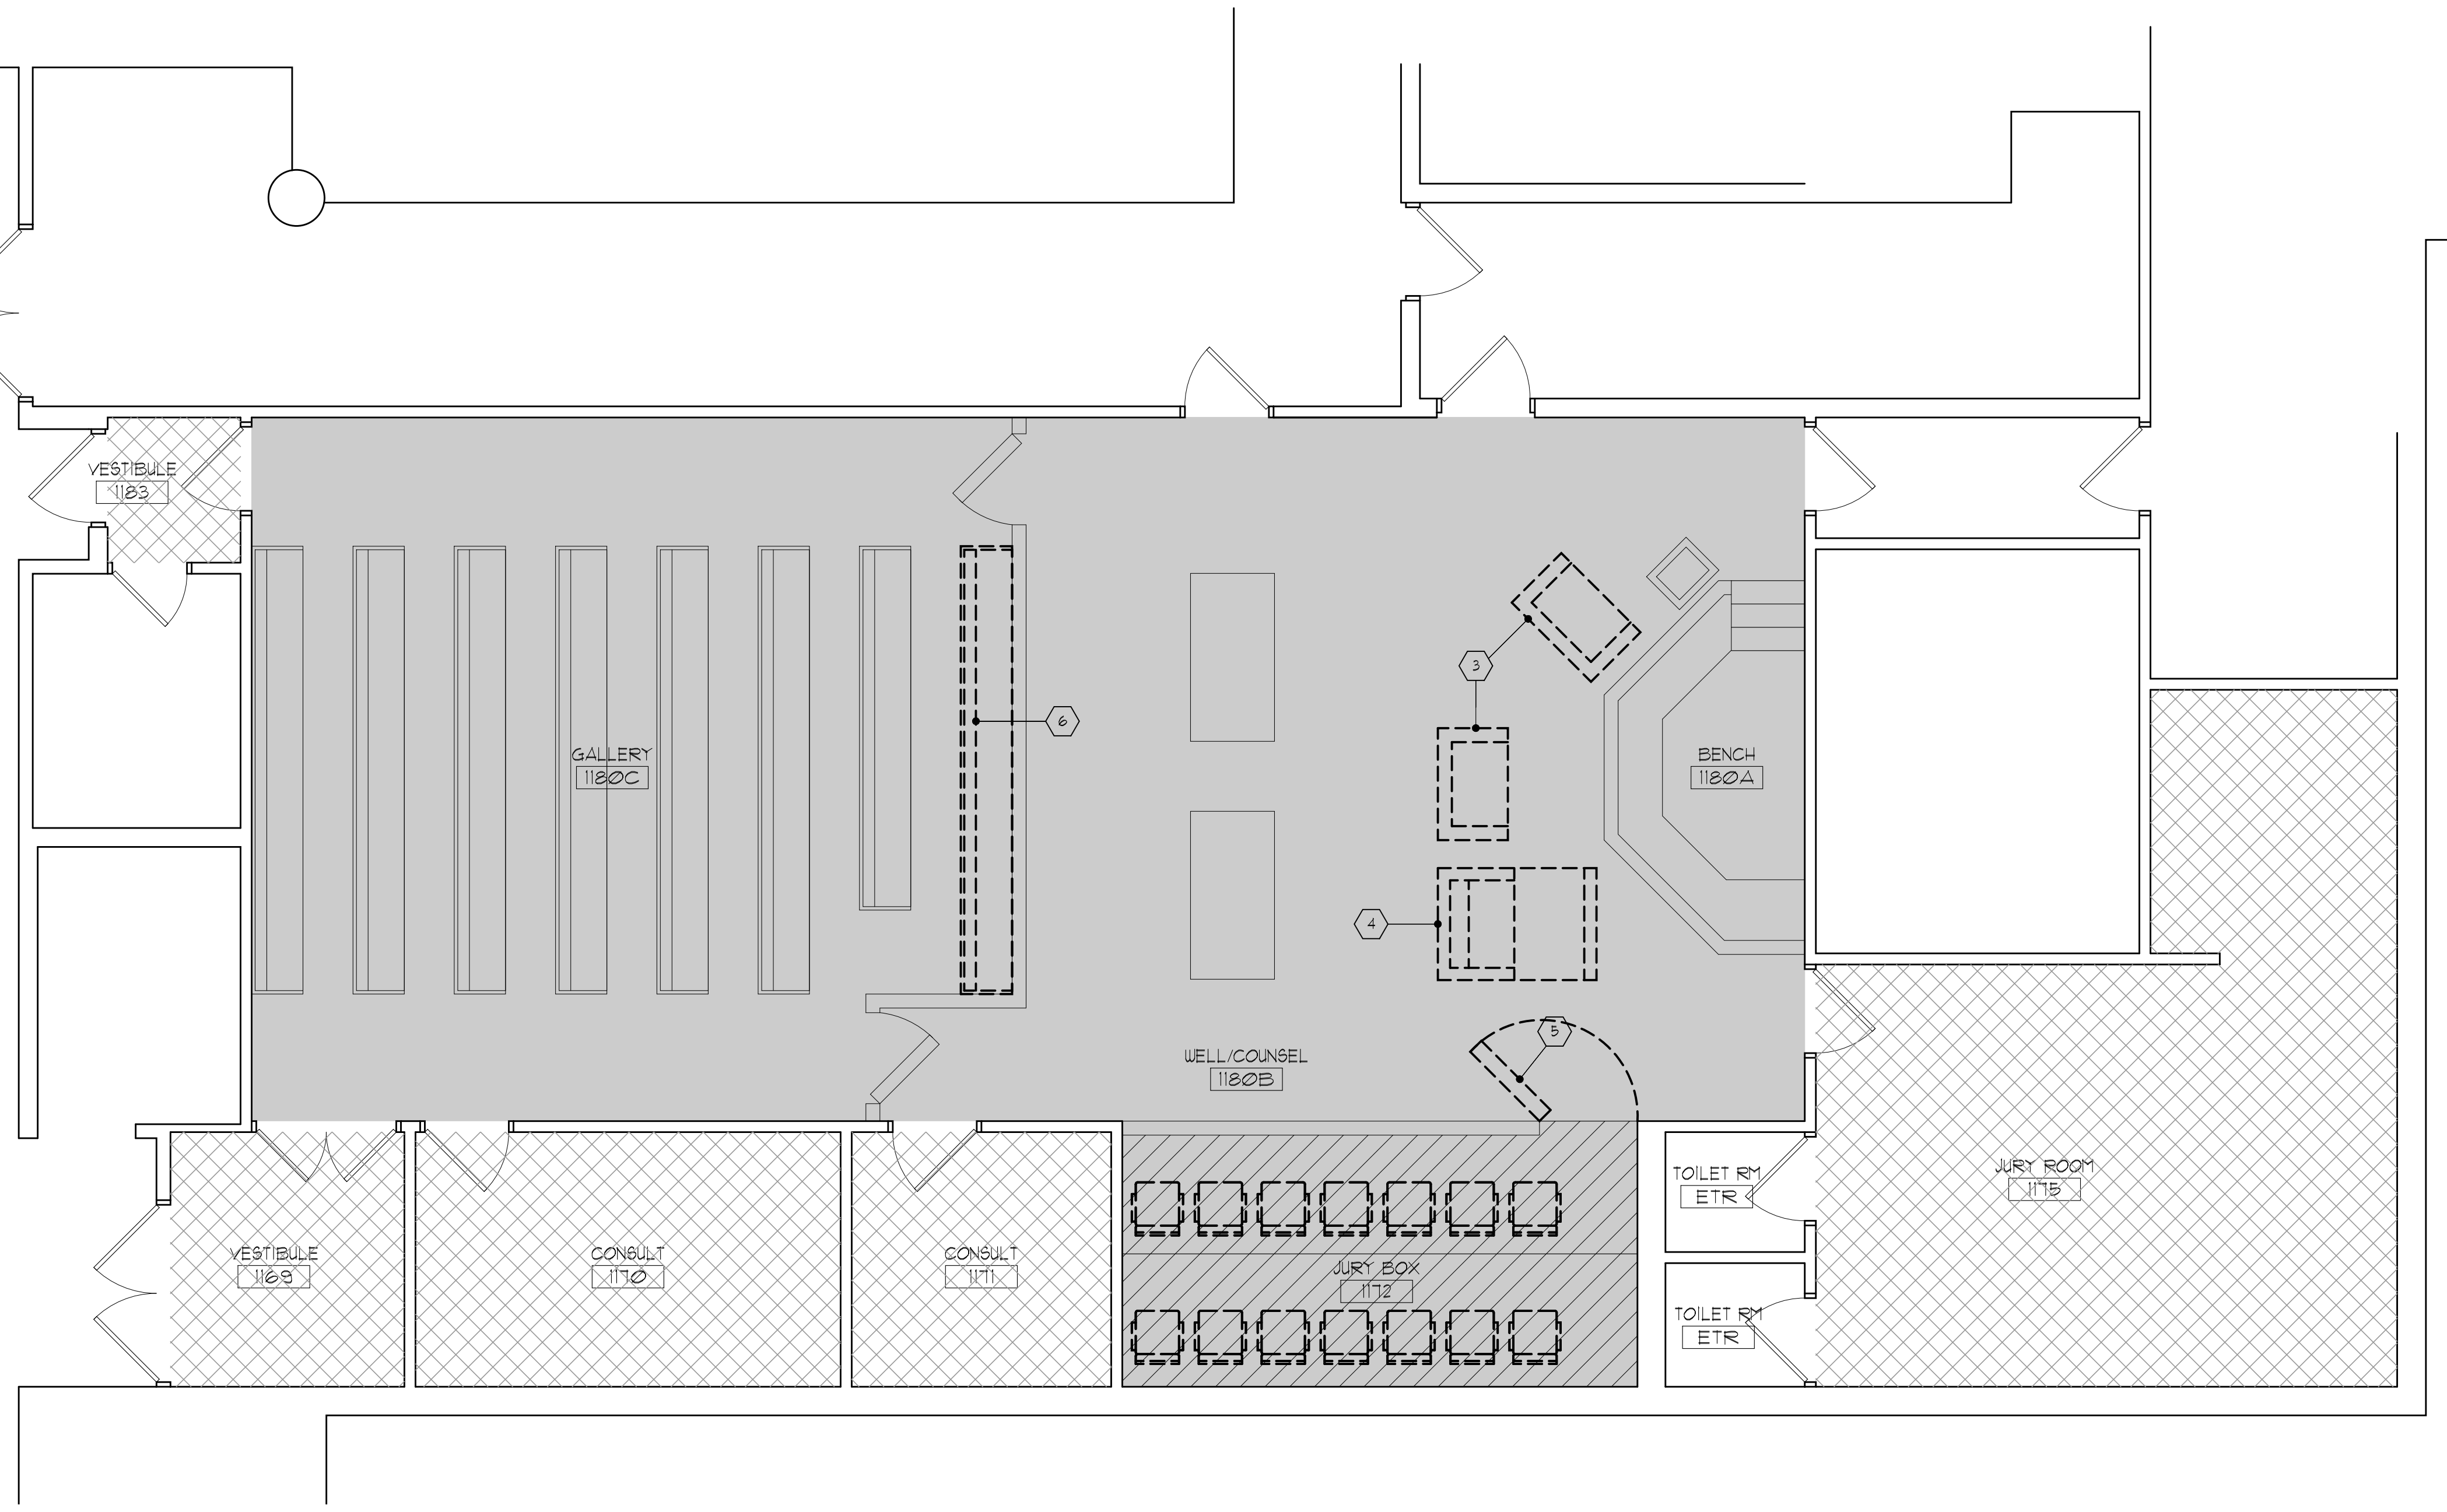 VESTIBULE
1183
3
6
GALLERY
1180C
BENCH
1180A
4
5
WELL/COUNSEL
1180B
TOILET RM
ETR
JURY ROOM
1175
VESTIBULE
1169
CONSULT
1170
CONSULT
1171
JURY BOX
1172
TOILET RM
ETR